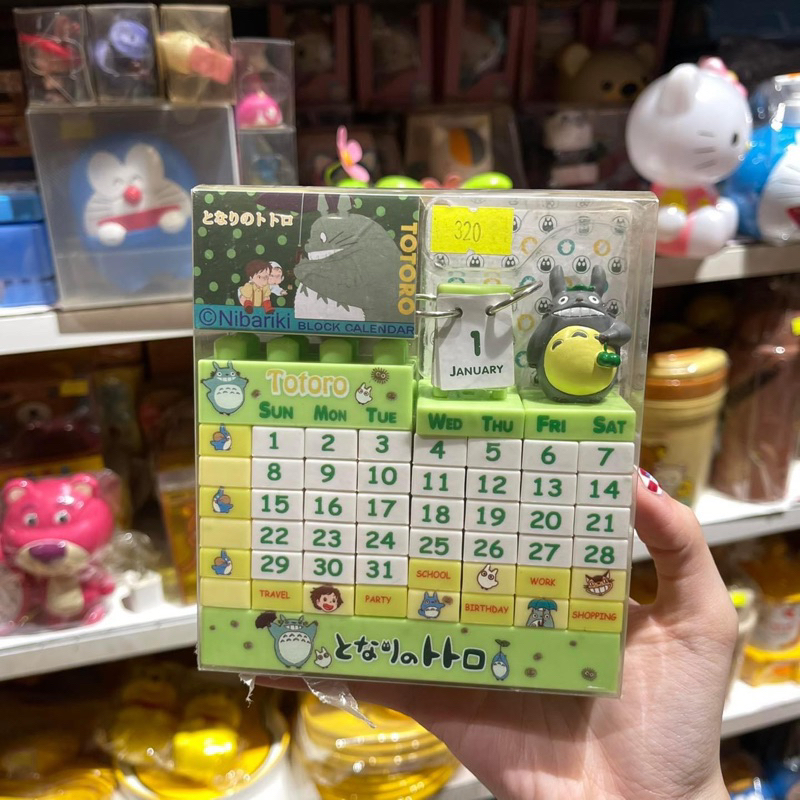 となりのトトロ
TOTORO
320
©Nibariki BLOCK CALENDAR
1
JANUARY
Totoro
SUN MON TUE WED THU FRI SAT
1 2 3 4 5 6 7
8 9 10 11 12 13 14
15 16 17 18 19 20 21
22 23 24 25 26 27 28
29 30 31 SCHOOL WORK
TRAVEL PARTY BIRTHDAY SHOPPING
となりのトトロ